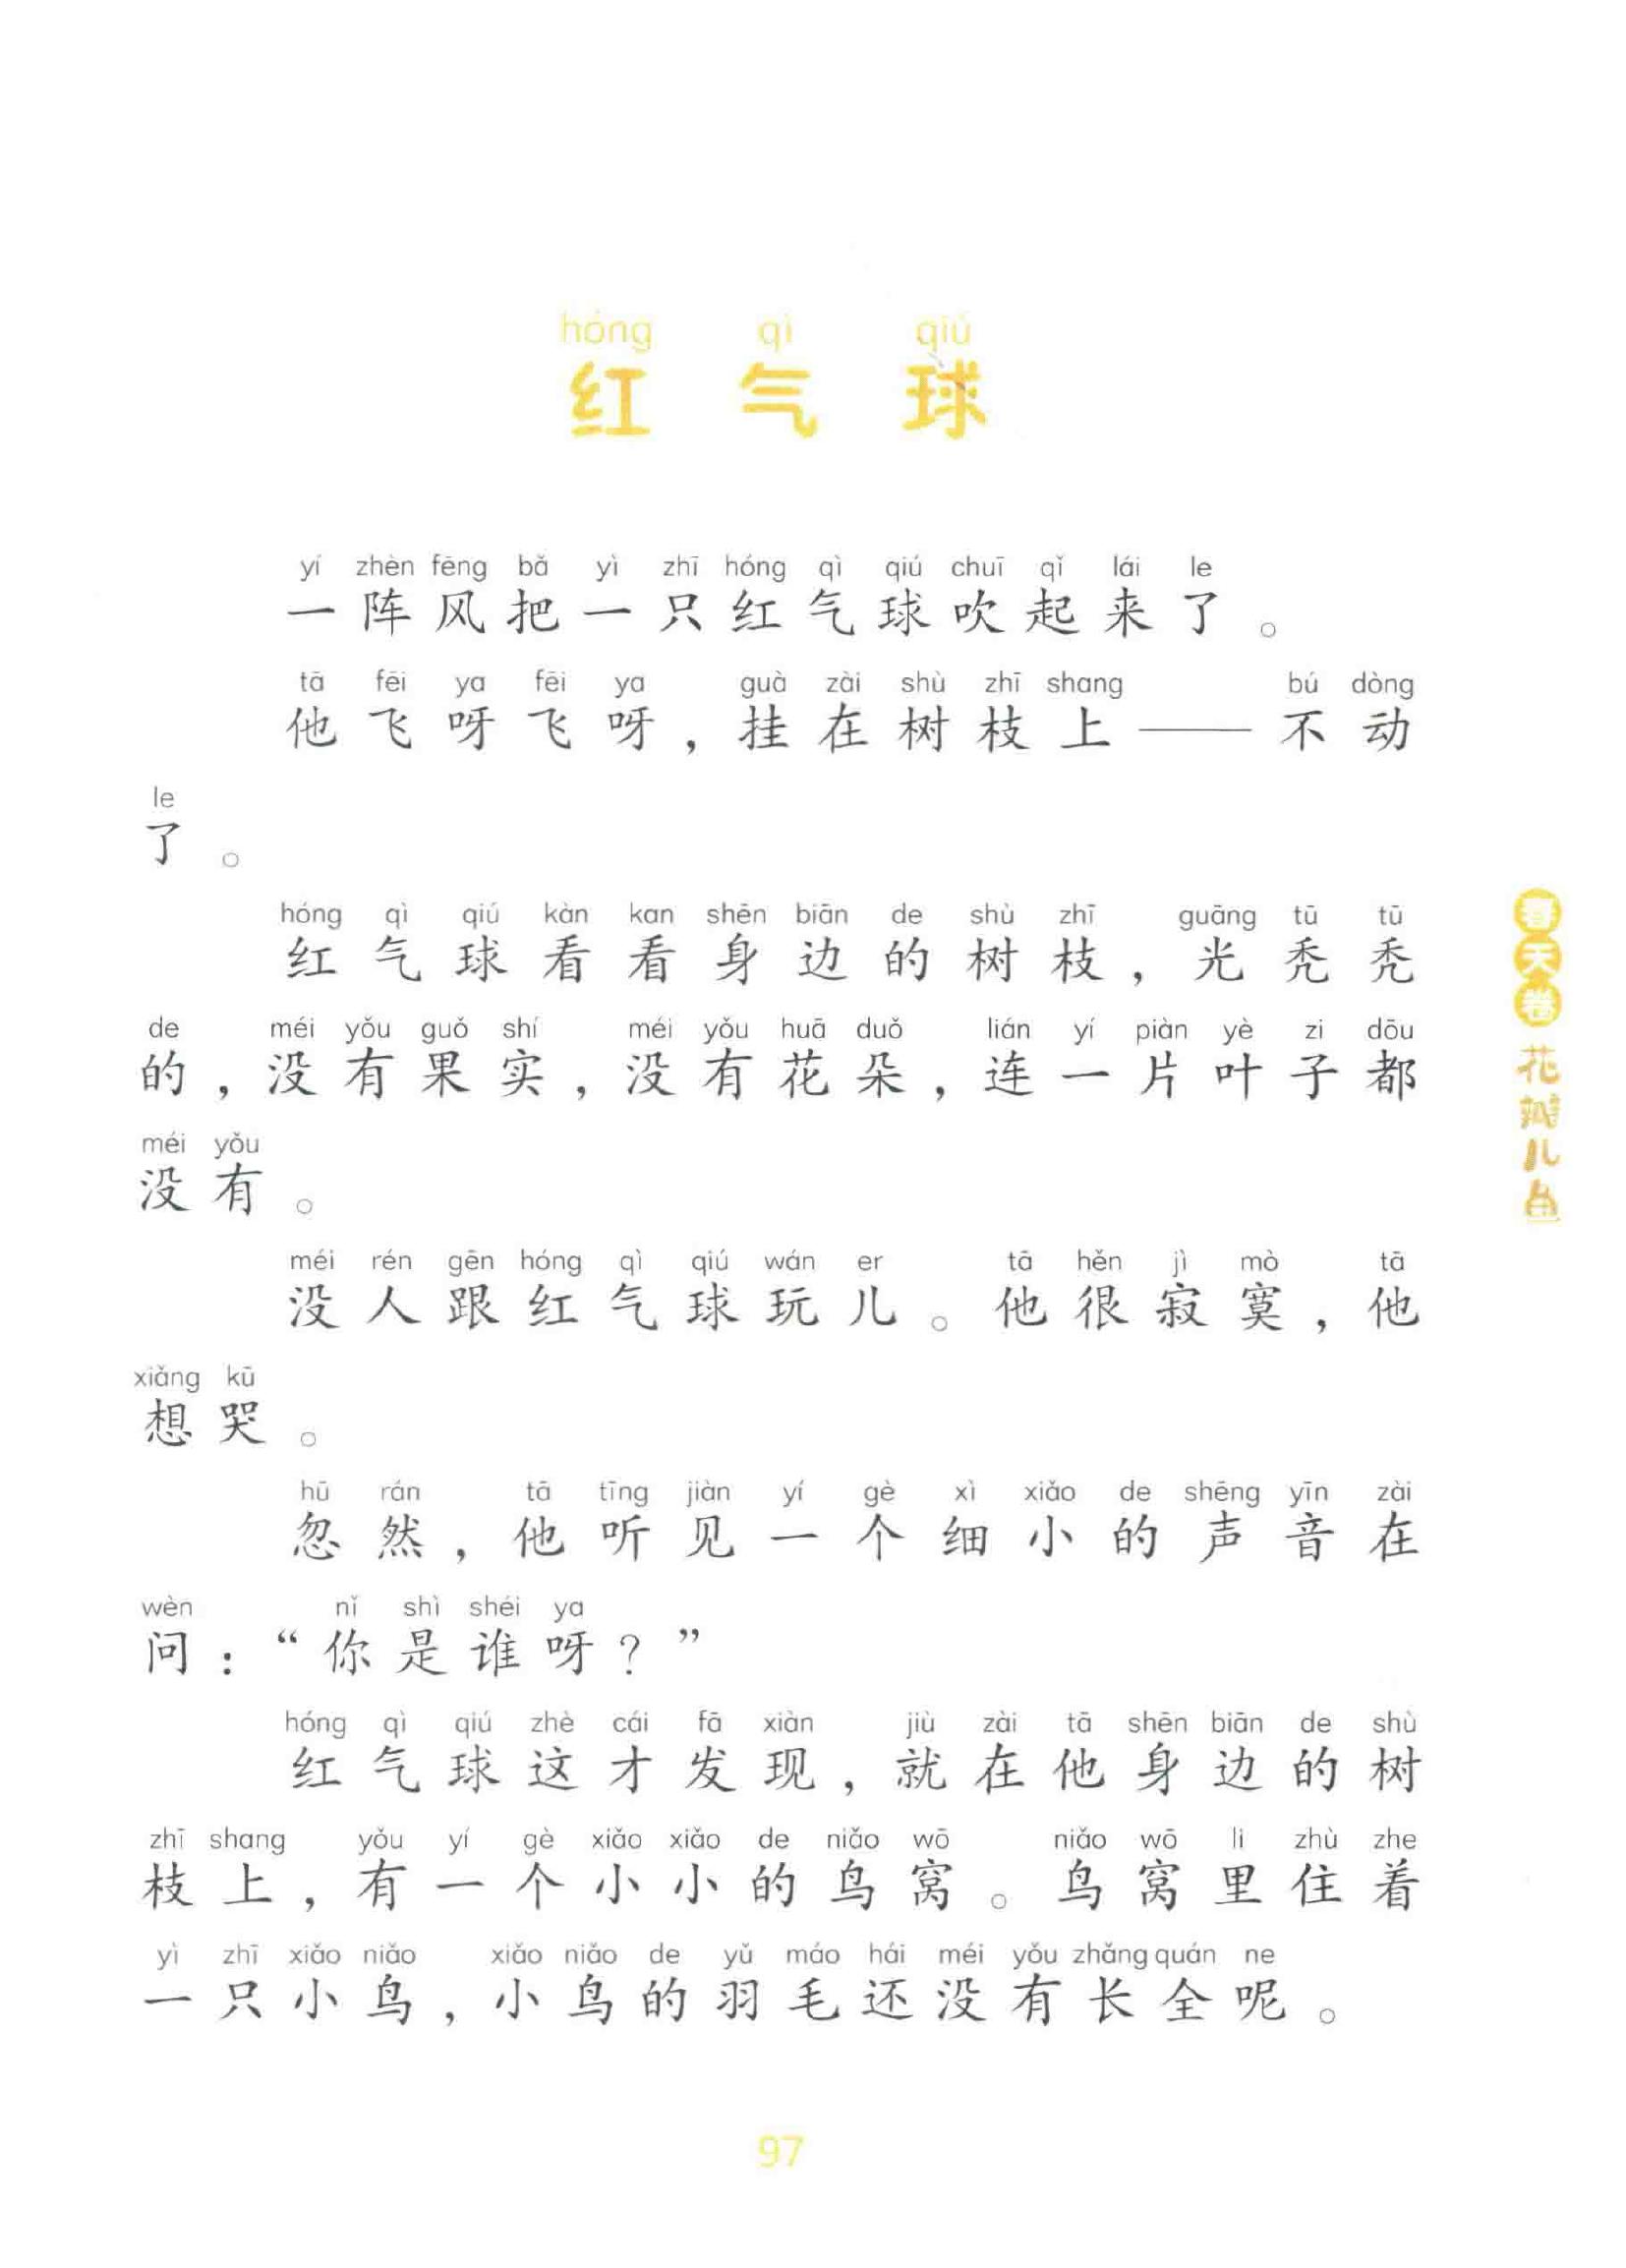 hóng qì qiú
红气球
yí zhèn fēng bǎ yì zhī hóng qì qiú chuī qǐ lái le
一阵风把一只红气球吹起来了。
tā fēi ya fēi ya guà zài shù zhī shang bú dòng
他飞呀飞呀，挂在树枝上——不动
le
了。
hóng qì qiú kàn kan shēn biān de shù zhī guāng tū tū
红气球看看身边的树枝，光秃秃
de méi yǒu guǒ shí méi yǒu huā duǒ lián yí piàn yè zi dōu
的，没有果实，没有花朵，连一片叶子都
méi yǒu
没有。
méi rén gēn hóng qì qiú wán er tā hěn jì mò tā
没人跟红气球玩儿。他很寂寞，他
xiǎng kū
想哭。
hū rán tā tīng jiàn yí gè xì xiǎo de shēng yīn zài
忽然，他听见一个细小的声音在
wèn nǐ shì shéi ya
问：“你是谁呀？”
hóng qì qiú zhè cái fā xiàn jiù zài tā shēn biān de shù
红气球这才发现，就在他身边的树
zhī shang yǒu yí gè xiǎo xiǎo de niǎo wō niǎo wō li zhù zhe
枝上，有一个小小的鸟窝。鸟窝里住着
yì zhī xiǎo niǎo xiǎo niǎo de yǔ máo hái méi yǒu zhǎng quán ne
一只小鸟，小鸟的羽毛还没有长全呢。
春天卷 花瓣儿鱼
97